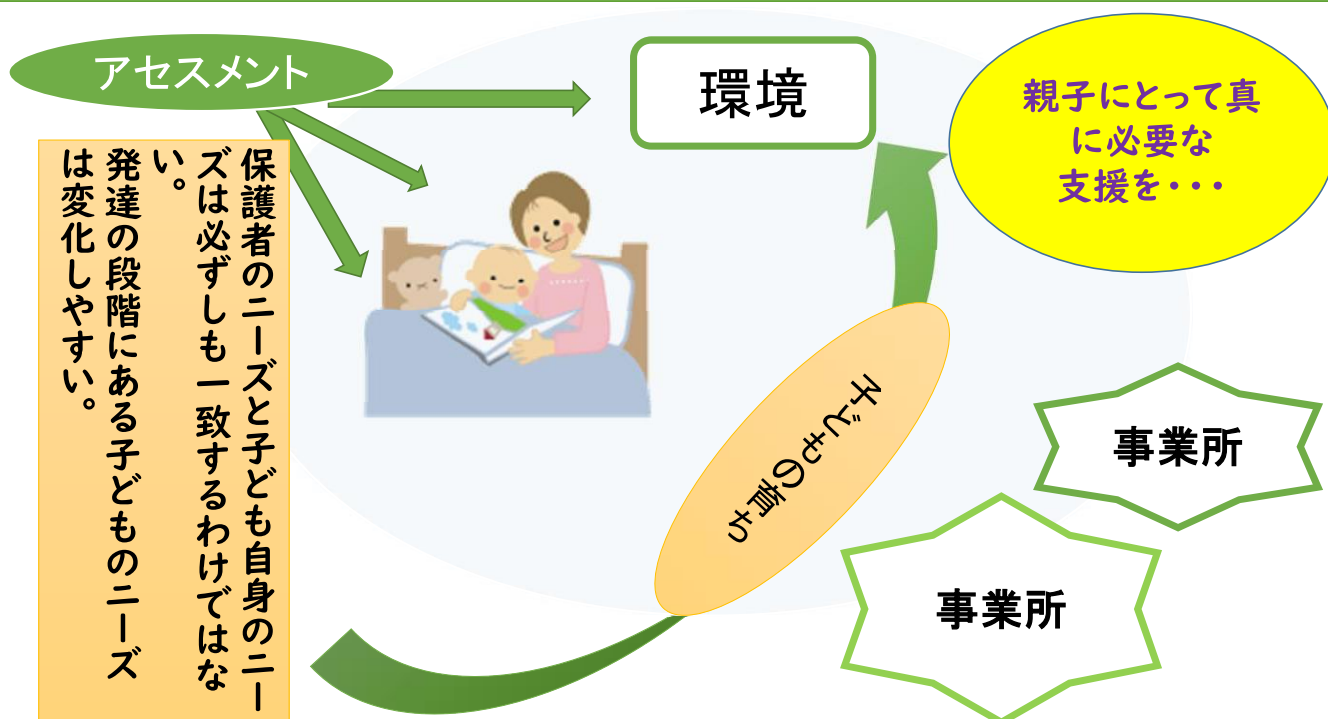 アセスメント
環境
親子にとって真
に必要な
支援を・・・
保護者のニーズと子ども自身のニー
ズは必ずしも一致するわけではな
い。
発達の段階にある子どものニーズ
は変化しやすい。
子どもの育ち
事業所
事業所